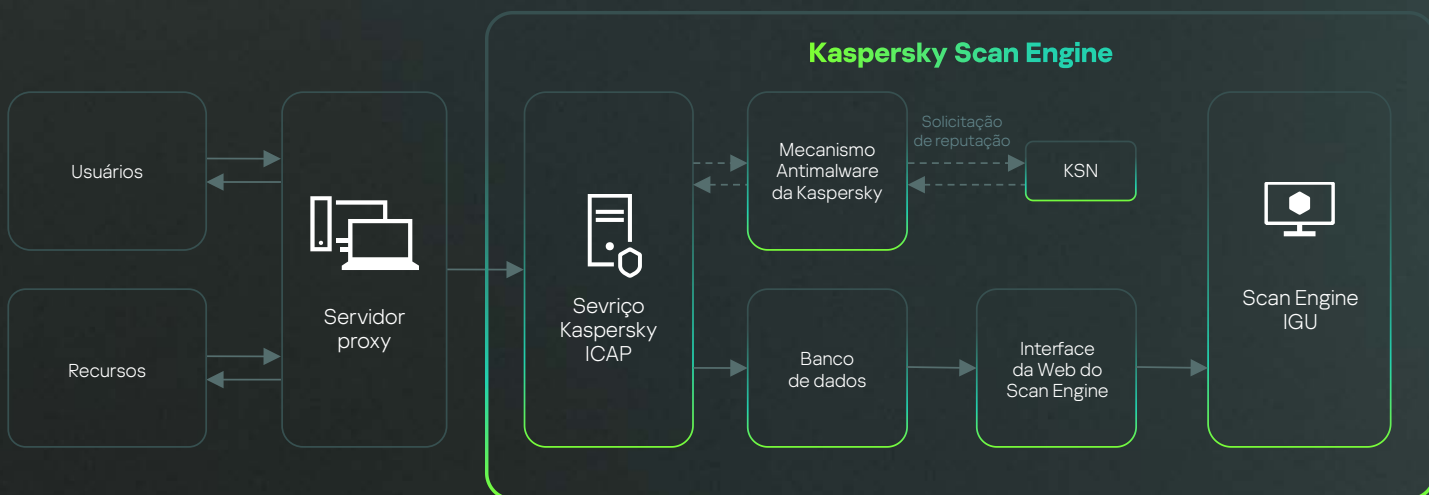 Kaspersky Scan Engine
Usuários
Recursos
Servidor
proxy
Sevriço
Kaspersky
ICAP
Mecanismo
Antimalware
da Kaspersky
Solicitação
de reputação
KSN
Banco
de dados
Interface
da Web do
Scan Engine
Scan Engine
IGU